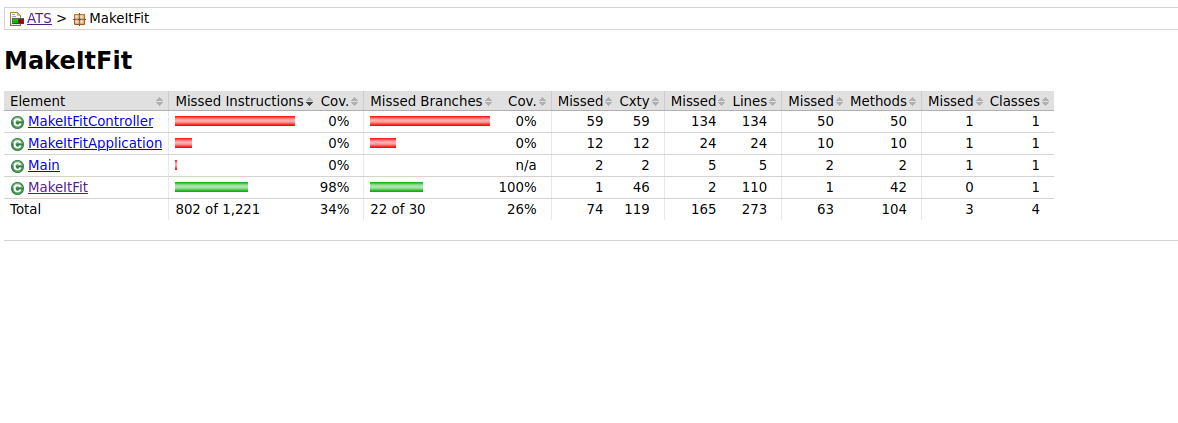 ATS > MakeItFit
MakeItFit
Element Missed Instructions Cov. Missed Branches Cov. Missed Cxty Missed Lines Missed Methods Missed Classes
MakeItFitController 0% 0% 59 59 134 134 50 50 1 1
MakeItFitApplication 0% 0% 12 12 24 24 10 10 1 1
Main 0% n/a 2 2 5 5 2 2 1 1
MakeItFit 98% 100% 1 46 2 110 1 42 0 1
Total 802 of 1,221 34% 22 of 30 26% 74 119 165 273 63 104 3 4